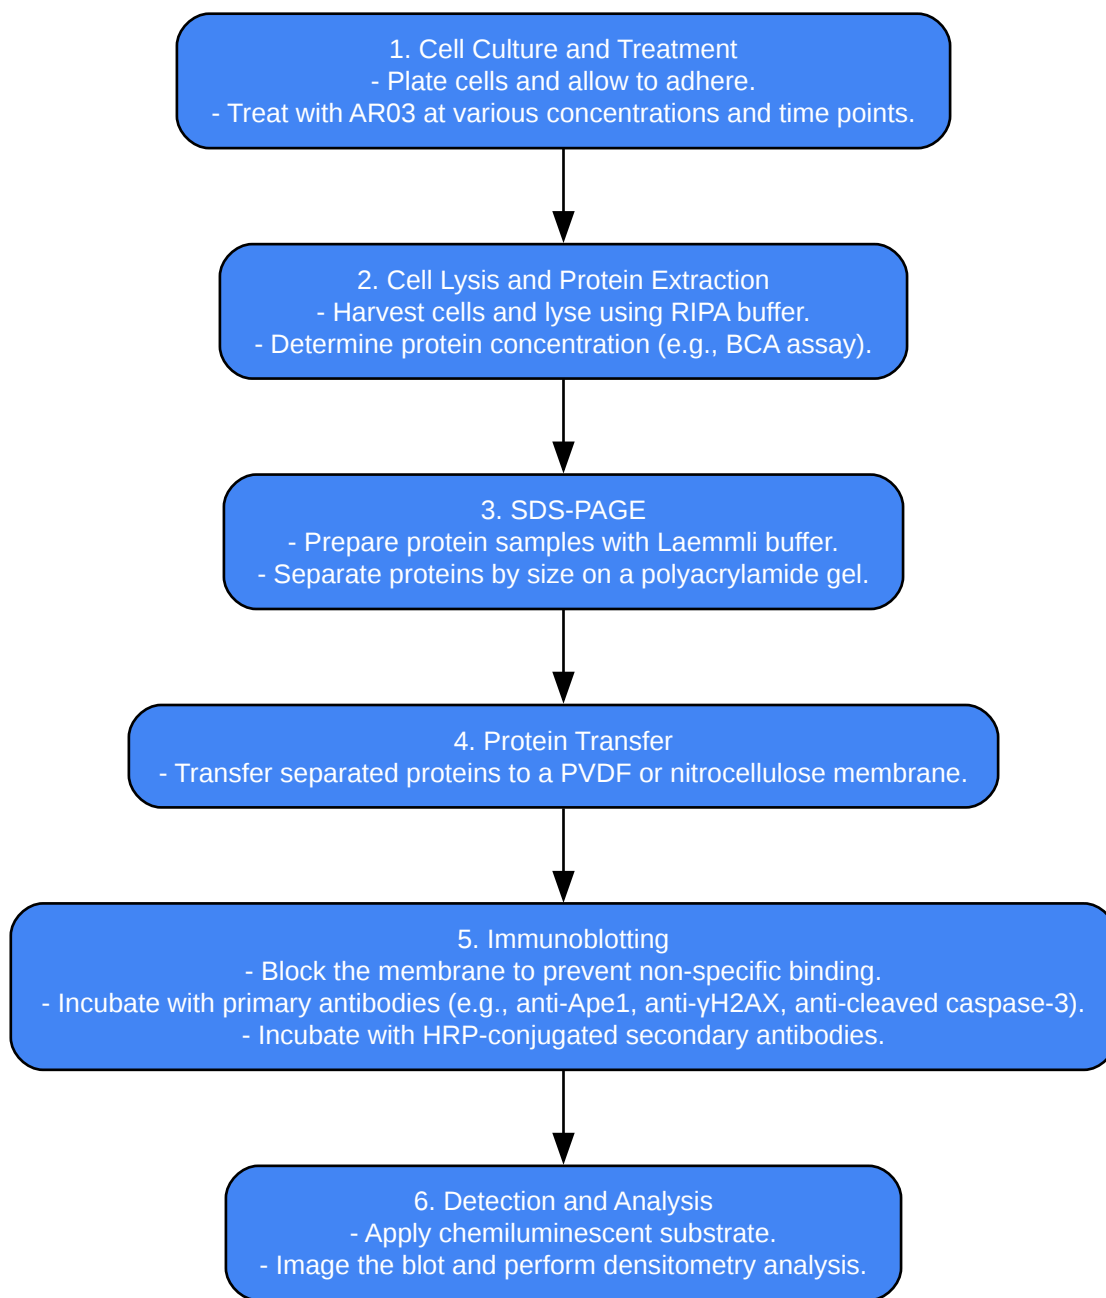 1. Cell Culture and Treatment
- Plate cells and allow to adhere.
- Treat with AR03 at various concentrations and time points.
2. Cell Lysis and Protein Extraction
- Harvest cells and lyse using RIPA buffer.
- Determine protein concentration (e.g., BCA assay).
3. SDS-PAGE
- Prepare protein samples with Laemmli buffer.
- Separate proteins by size on a polyacrylamide gel.
4. Protein Transfer
- Transfer separated proteins to a PVDF or nitrocellulose membrane.
5. Immunoblotting
- Block the membrane to prevent non-specific binding.
- Incubate with primary antibodies (e.g., anti-Ape1, anti-γH2AX, anti-cleaved caspase-3).
- Incubate with HRP-conjugated secondary antibodies.
6. Detection and Analysis
- Apply chemiluminescent substrate.
- Image the blot and perform densitometry analysis.